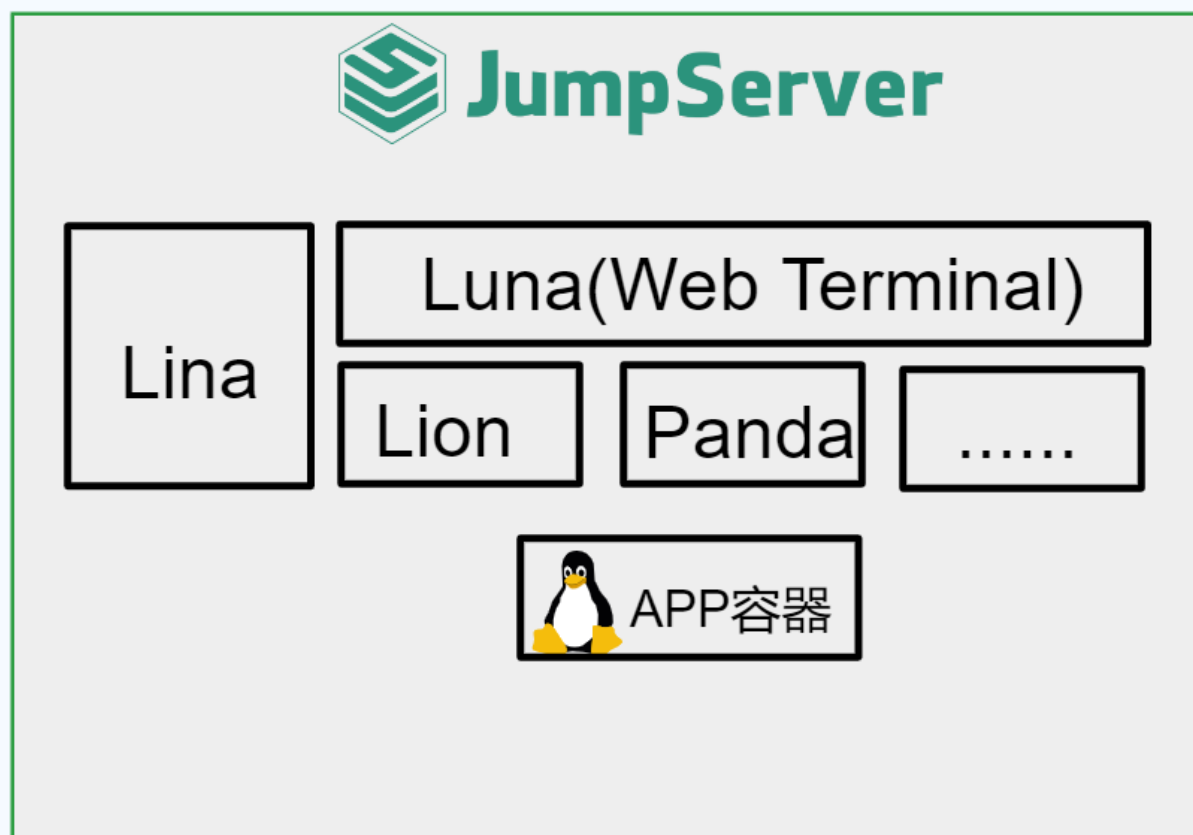 JumpServer
Luna(Web Terminal)
Lina
Lion
Panda
......
APP容器